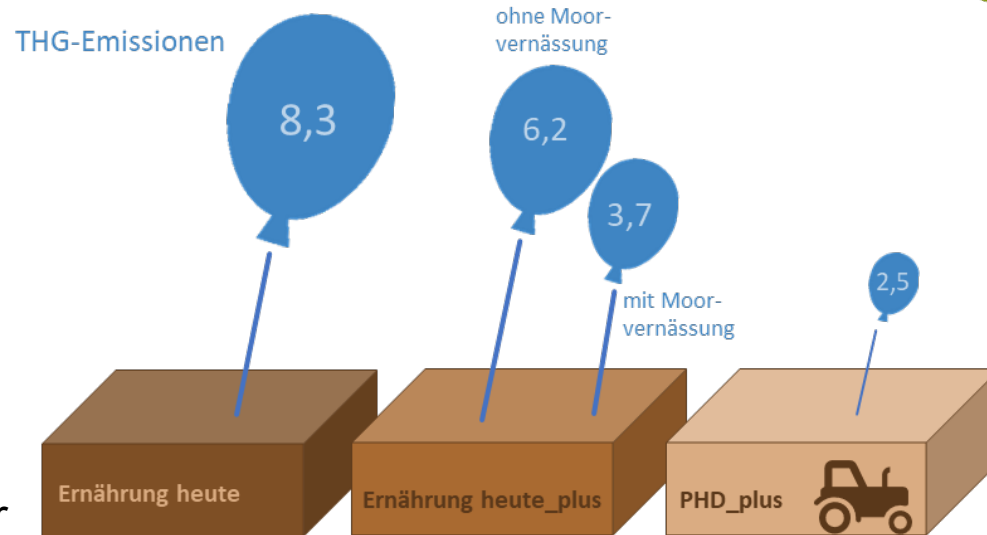 THG-Emissionen
8,3
ohne Moor-
vernässung
6,2
3,7
mit Moor-
vernässung
2,5
Ernährung heute
Ernährung heute_plus
PHD_plus
r